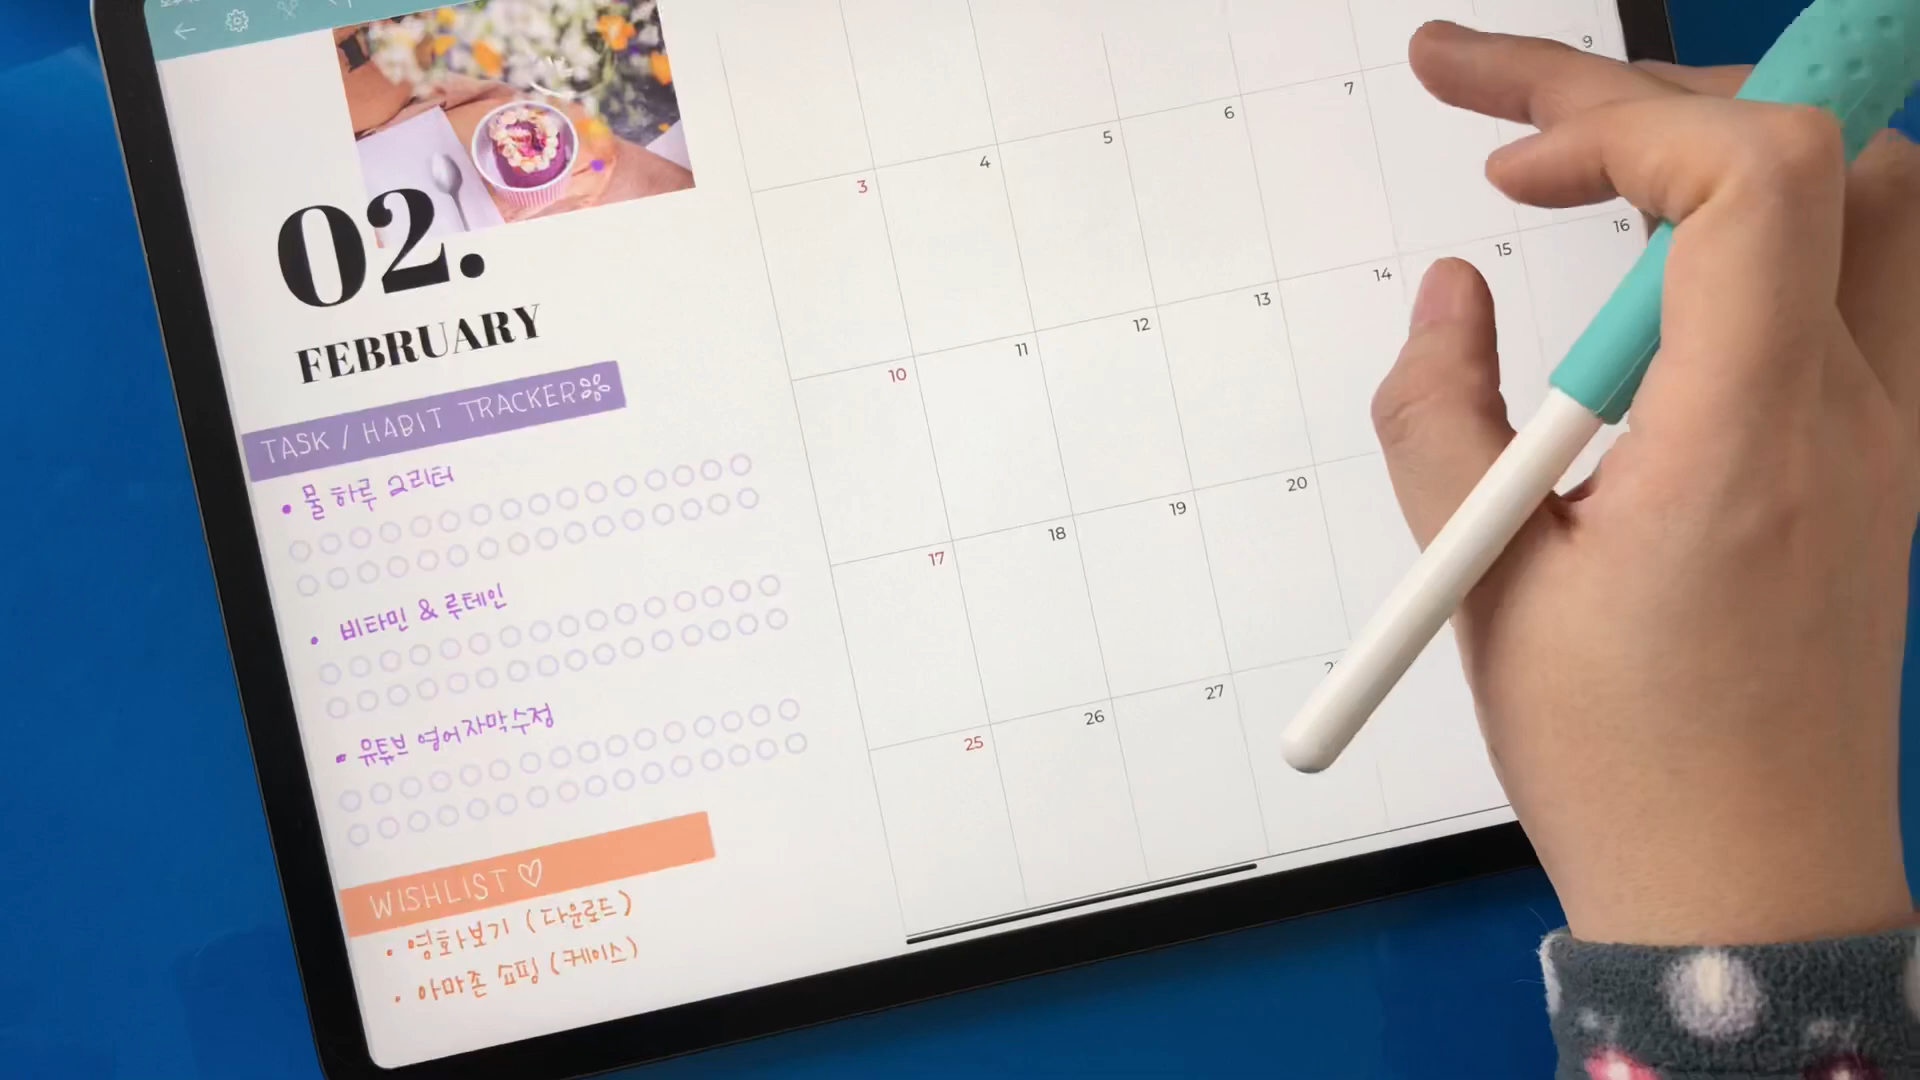 02.
FEBRUARY
TASK / HABIT TRACKER
• 물 하루 2리터
• 비타민 & 루테인
• 유튜브 영어자막수정
WISHLIST ♡
• 영화보기 (다운로드)
• 아마존 쇼핑 (케이스)
9
3 4 5 6 7
10 11 12 13 14 15 16
17 18 19 20
25 26 27